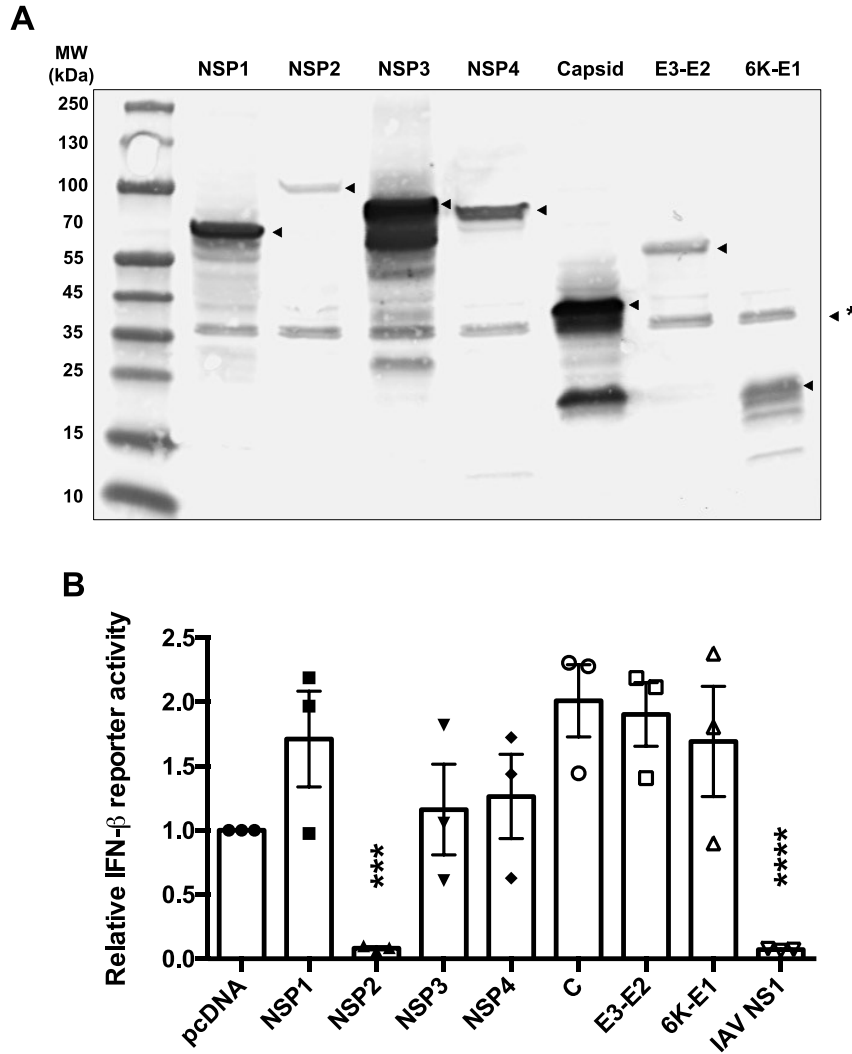 A
MW
(kDa)
NSP1 NSP2 NSP3 NSP4 Capsid E3-E2 6K-E1
250
130
100
70
55
45
35
25
15
10
*
B
Relative IFN-β reporter activity
2.5
2.0
1.5
1.0
0.5
0.0
***
****
pcDNA NSP1 NSP2 NSP3 NSP4 C E3-E2 6K-E1 IAV NS1